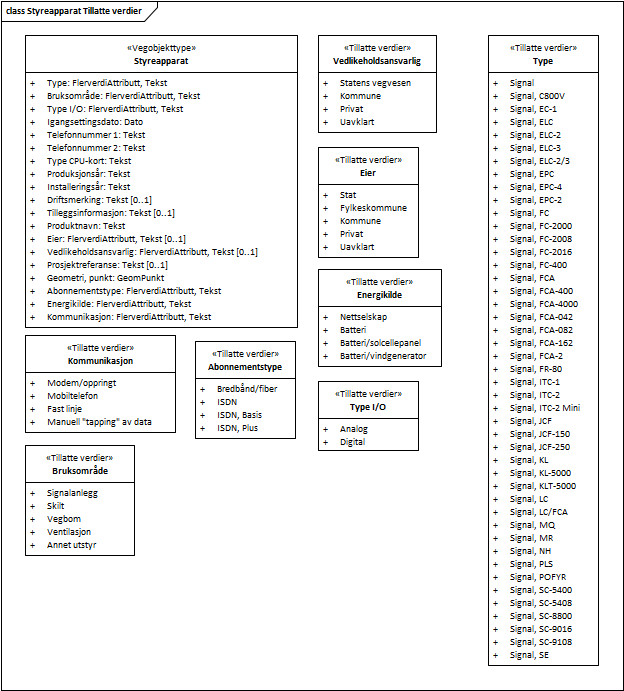 class Styreapparat Tillatte verdier
«Vegobjekttype»
Styreapparat
+ Type: FlerverdiAttributt, Tekst
+ Bruksområde: FlerverdiAttributt, Tekst
+ Type I/O: FlerverdiAttributt, Tekst
+ Igangsettingsdato: Dato
+ Telefonnummer 1: Tekst
+ Telefonnummer 2: Tekst
+ Type CPU-kort: Tekst
+ Produksjonsår: Tekst
+ Installeringsår: Tekst
+ Driftsmerking: Tekst [0..1]
+ Tilleggsinformasjon: Tekst [0..1]
+ Produktnavn: Tekst
+ Eier: FlerverdiAttributt, Tekst [0..1]
+ Vedlikeholdsansvarlig: FlerverdiAttributt, Tekst [0..1]
+ Prosjektreferanse: Tekst [0..1]
+ Geometri, punkt: GeomPunkt
+ Abonnementstype: FlerverdiAttributt, Tekst
+ Energikilde: FlerverdiAttributt, Tekst
+ Kommunikasjon: FlerverdiAttributt, Tekst
«Tillatte verdier»
Kommunikasjon
+ Modem/oppringt
+ Mobiltelefon
+ Fast linje
+ Manuell "tapping" av data
«Tillatte verdier»
Abonnementstype
+ Bredbånd/fiber
+ ISDN
+ ISDN, Basis
+ ISDN, Plus
«Tillatte verdier»
Bruksområde
+ Signalanlegg
+ Skilt
+ Vegbom
+ Ventilasjon
+ Annet utstyr
«Tillatte verdier»
Vedlikeholdsansvarlig
+ Statens vegvesen
+ Kommune
+ Privat
+ Uavklart
«Tillatte verdier»
Eier
+ Stat
+ Fylkeskommune
+ Kommune
+ Privat
+ Uavklart
«Tillatte verdier»
Energikilde
+ Nettselskap
+ Batteri
+ Batteri/solcellepanel
+ Batteri/vindgenerator
«Tillatte verdier»
Type I/O
+ Analog
+ Digital
«Tillatte verdier»
Type
+ Signal
+ Signal, C800V
+ Signal, EC-1
+ Signal, ELC
+ Signal, ELC-2
+ Signal, ELC-3
+ Signal, ELC-2/3
+ Signal, EPC
+ Signal, EPC-4
+ Signal, EPC-2
+ Signal, FC
+ Signal, FC-2000
+ Signal, FC-2008
+ Signal, FC-2016
+ Signal, FC-400
+ Signal, FCA
+ Signal, FCA-400
+ Signal, FCA-4000
+ Signal, FCA-042
+ Signal, FCA-082
+ Signal, FCA-162
+ Signal, FCA-2
+ Signal, FR-80
+ Signal, ITC-1
+ Signal, ITC-2
+ Signal, ITC-2 Mini
+ Signal, JCF
+ Signal, JCF-150
+ Signal, JCF-250
+ Signal, KL
+ Signal, KL-5000
+ Signal, KLT-5000
+ Signal, LC
+ Signal, LC/FCA
+ Signal, MQ
+ Signal, MR
+ Signal, NH
+ Signal, PLS
+ Signal, POFYR
+ Signal, SC-5400
+ Signal, SC-5408
+ Signal, SC-8800
+ Signal, SC-9016
+ Signal, SC-9108
+ Signal, SE